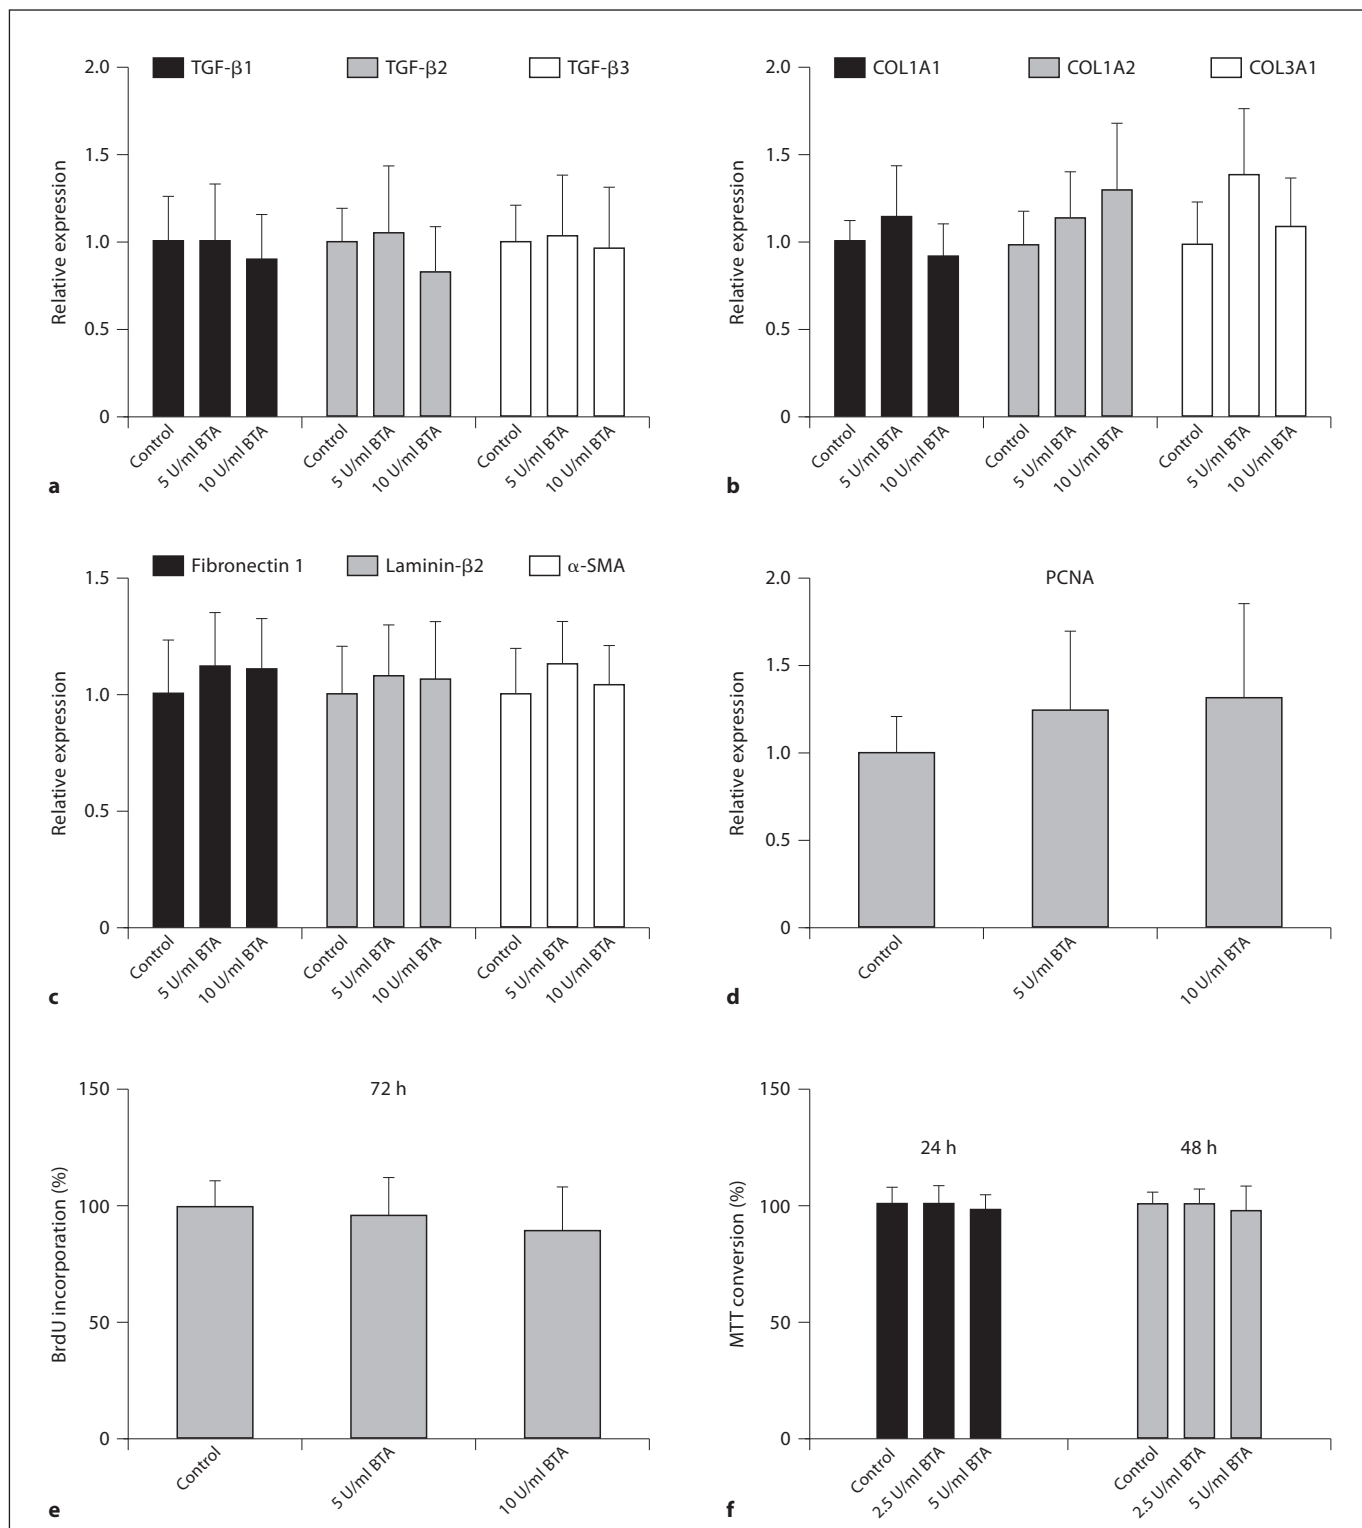 TGF-β1 TGF-β2 TGF-β3
2.0
1.5
1.0
0.5
0
Relative expression
Control 5 U/ml BTA 10 U/ml BTA Control 5 U/ml BTA 10 U/ml BTA Control 5 U/ml BTA 10 U/ml BTA
a
COL1A1 COL1A2 COL3A1
2.0
1.5
1.0
0.5
0
Relative expression
Control 5 U/ml BTA 10 U/ml BTA Control 5 U/ml BTA 10 U/ml BTA Control 5 U/ml BTA 10 U/ml BTA
b
Fibronectin 1 Laminin-β2 α-SMA
1.5
1.0
0.5
0
Relative expression
Control 5 U/ml BTA 10 U/ml BTA Control 5 U/ml BTA 10 U/ml BTA Control 5 U/ml BTA 10 U/ml BTA
c
PCNA
2.0
1.5
1.0
0.5
0
Relative expression
Control 5 U/ml BTA 10 U/ml BTA
d
72 h
150
100
50
0
BrdU incorporation (%)
Control 5 U/ml BTA 10 U/ml BTA
e
150
24 h 48 h
100
50
0
MTT conversion (%)
Control 2.5 U/ml BTA 5 U/ml BTA Control 2.5 U/ml BTA 5 U/ml BTA
f